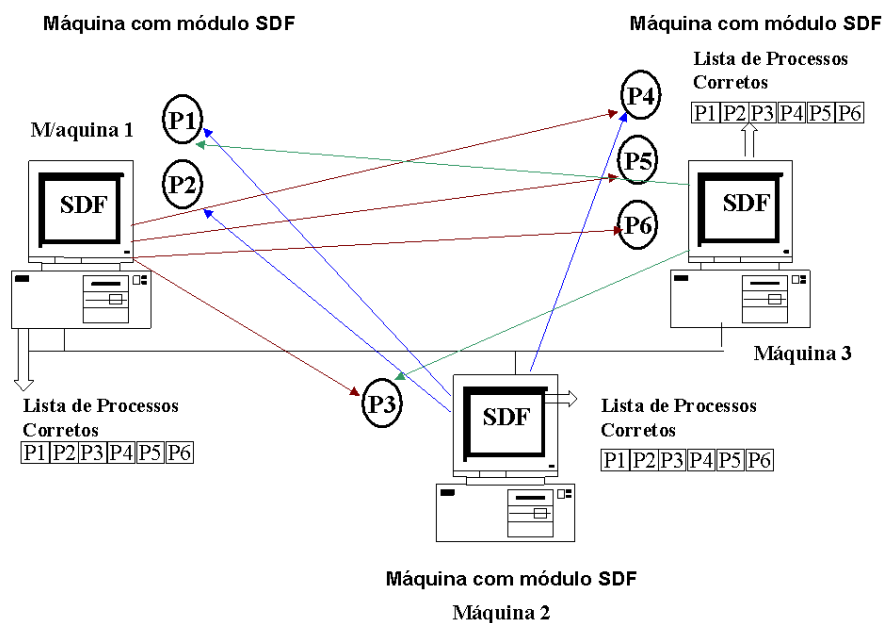 Máquina com módulo SDF
Máquina com módulo SDF
Lista de Processos
Corretos
P1 P2 P3 P4 P5 P6
M/aquina 1
P1
P2
P4
P5
P6
SDF
SDF
Máquina 3
P3
SDF
Lista de Processos
Corretos
P1 P2 P3 P4 P5 P6
Lista de Processos
Corretos
P1 P2 P3 P4 P5 P6
Máquina com módulo SDF
Máquina 2